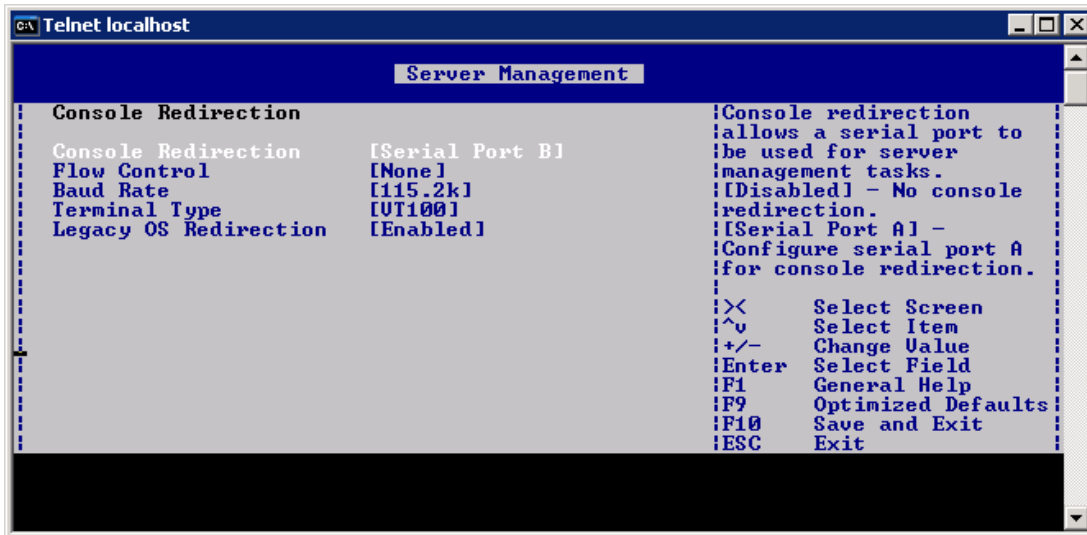 Telnet localhost
Server Management
Console Redirection
Console Redirection [Serial Port B]
Flow Control [None]
Baud Rate [115.2k]
Terminal Type [VT100]
Legacy OS Redirection [Enabled]
Console redirection
allows a serial port to
be used for server
management tasks.
[Disabled] - No console
redirection.
[Serial Port A] -
Configure serial port A
for console redirection.
>< Select Screen
^v Select Item
+/- Change Value
Enter Select Field
F1 General Help
F9 Optimized Defaults
F10 Save and Exit
ESC Exit